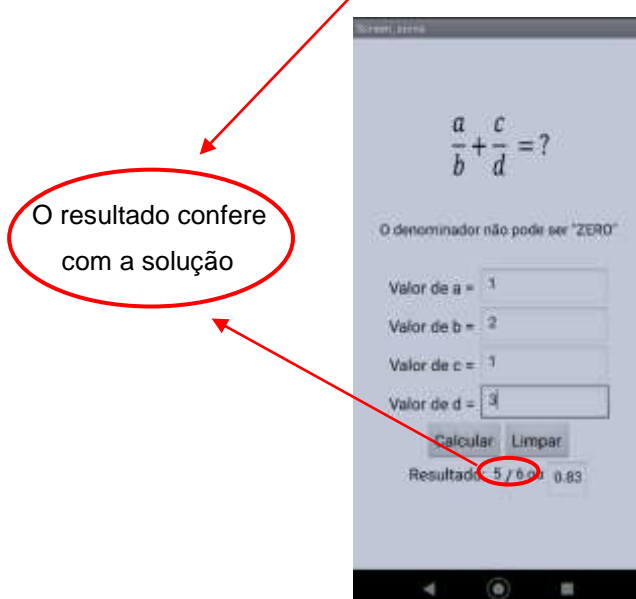 a/b + c/d = ?
O denominador não pode ser "ZERO"
O resultado confere
com a solução
Valor de a = 1
Valor de b = 2
Valor de c = 1
Valor de d = 3
Calcular Limpar
Resultado: 5 / 6 ou 0.83